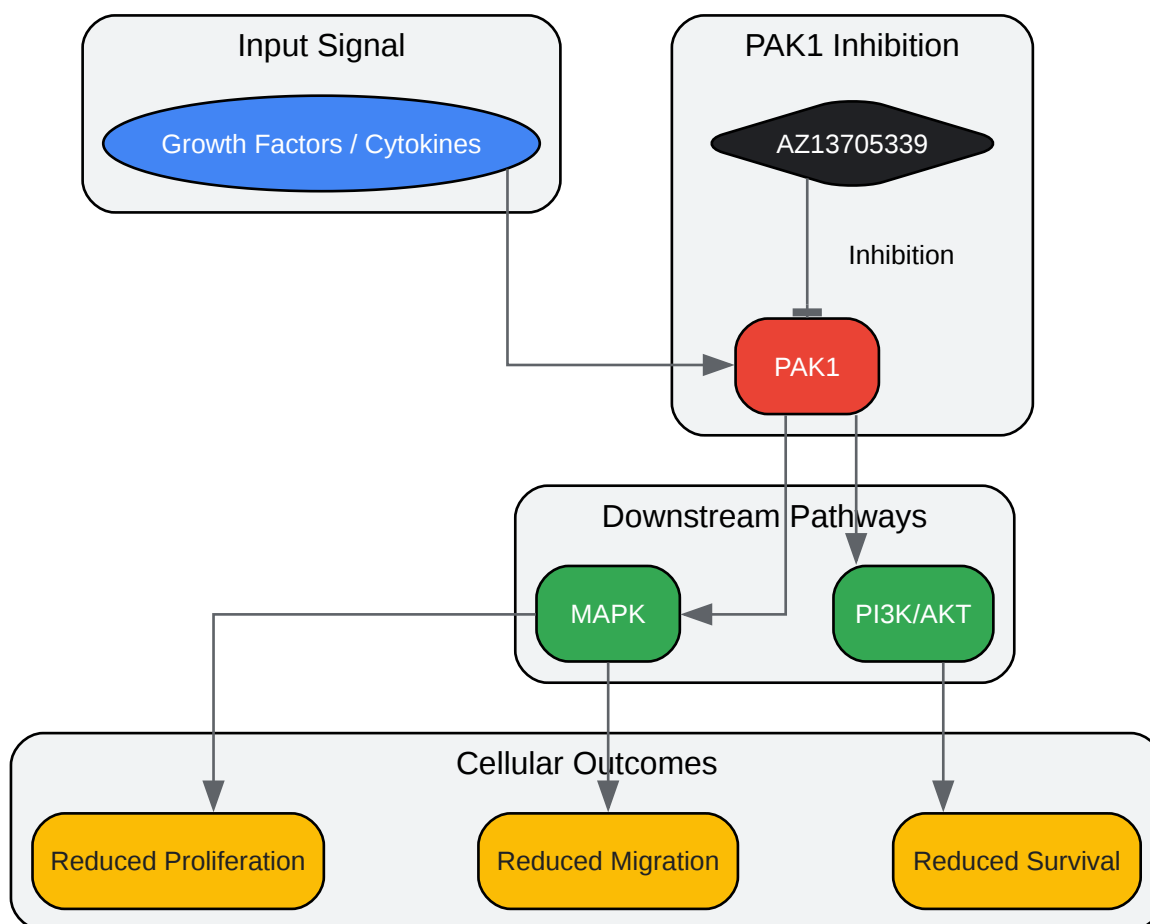 Input Signal
PAK1 Inhibition
Growth Factors / Cytokines
AZ13705339
Inhibition
PAK1
Downstream Pathways
MAPK
PI3K/AKT
Cellular Outcomes
Reduced Proliferation
Reduced Migration
Reduced Survival